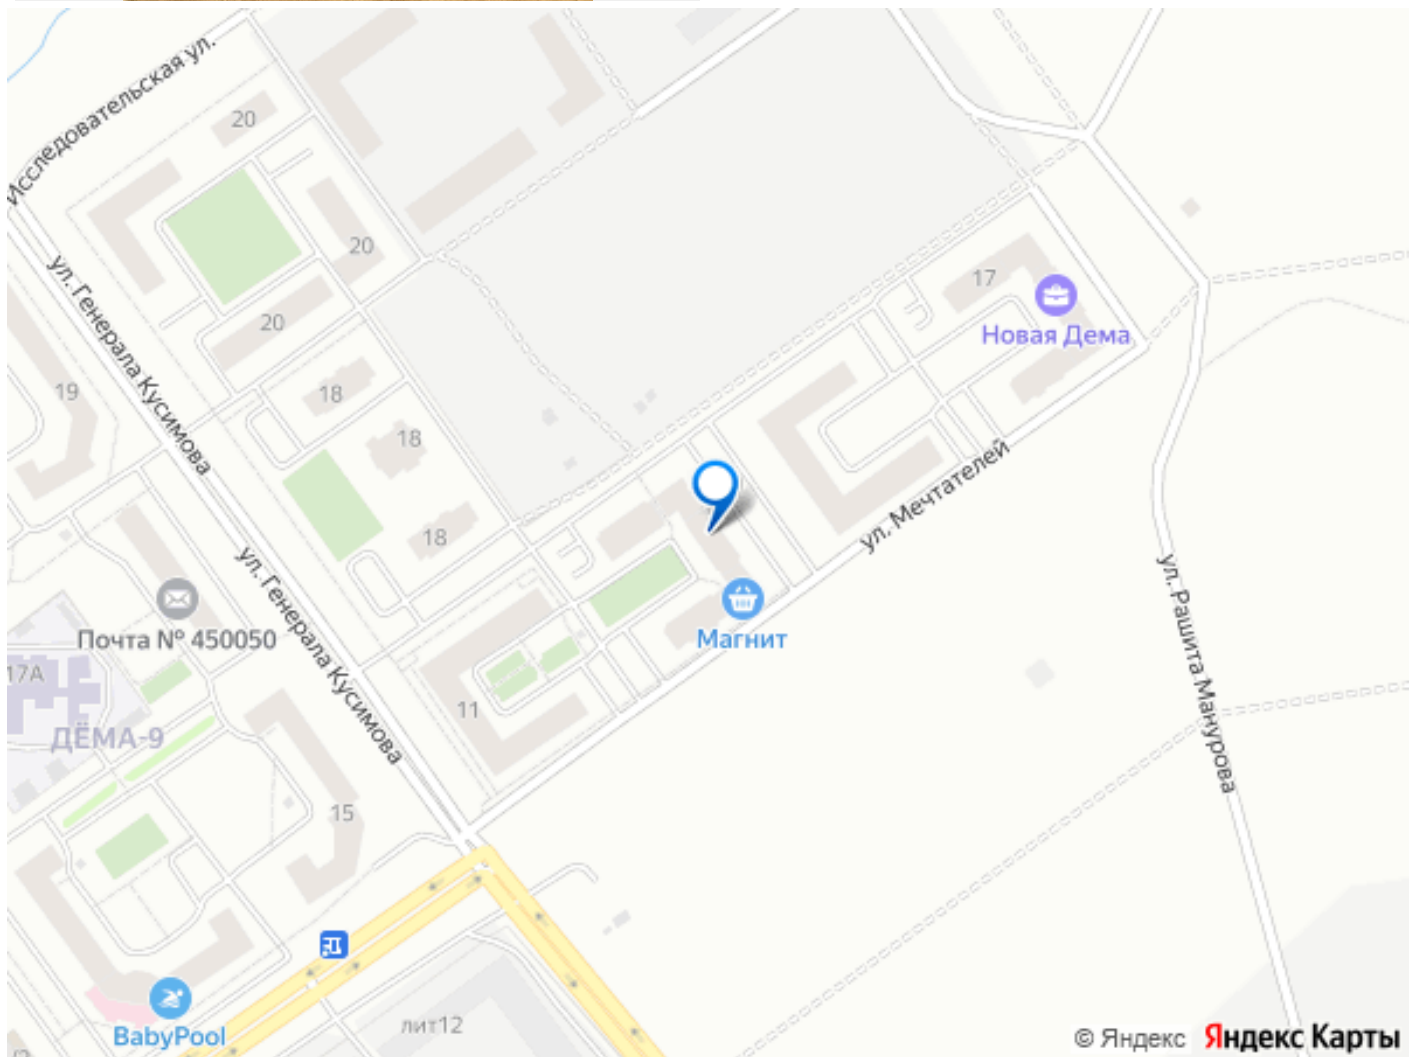 Исследовательская ул.
20
20
20
17
Новая Дема
ул. Генерала Кусимова
19
18
18
18
ул. Мечтателей
ул. Генерала Кусимова
Почта № 450050
Магнит
ул. Рашита Манурова
17А
ДЁМА-9
11
15
лит12
BabyPool
© Яндекс Яндекс Карты